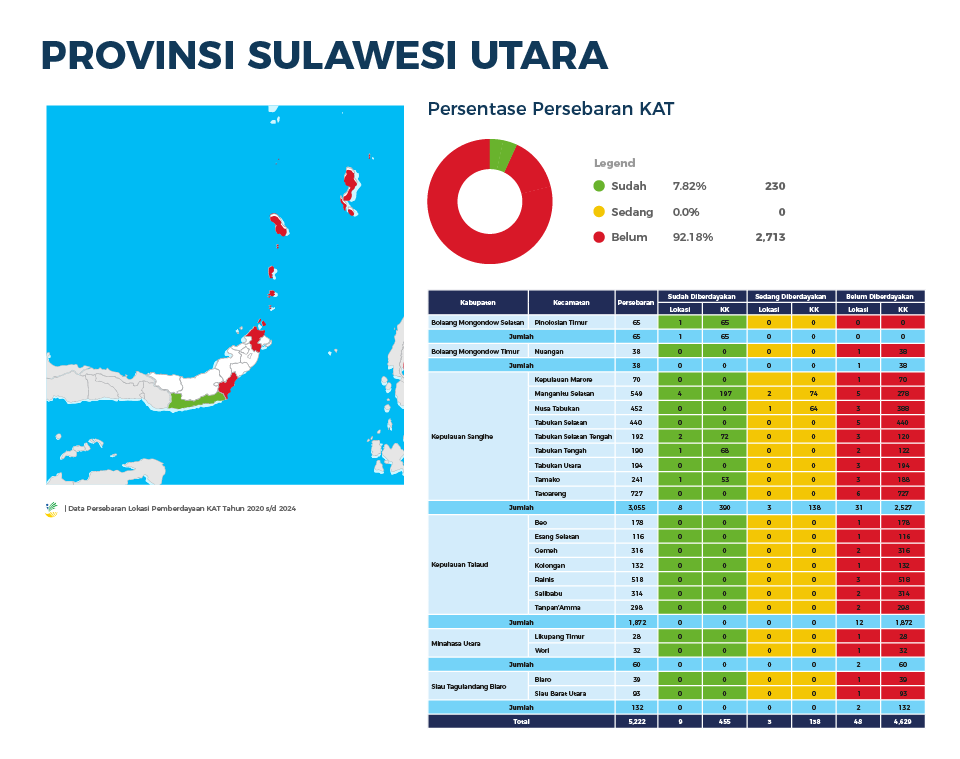 PROVINSI SULAWESI UTARA
Persentase Persebaran KAT
Legend
Sudah 7.82% 230
Sedang 0.0% 0
Belum 92.18% 2,713
| Data Persebaran Lokasi Pemberdayaan KAT Tahun 2020 s/d 2024
Kabupaten Kecamatan Persebaran Sudah Diberdayakan Sedang Diberdayakan Belum Diberdayakan
Lokasi KK Lokasi KK Lokasi KK
Bolaang Mongondow Selatan Pinolosian Timur 65 1 65 0 0 0 0
Jumlah 65 1 65 0 0 0 0
Bolaang Mongondow Timur Nuangan 38 0 0 0 0 1 38
Jumlah 38 0 0 0 0 1 38
Kepulauan Sangihe
Kepulauan Marore 70 0 0 0 1 70
Manganitu Selatan 549 4 197 2 74 5 278
Nusa Tabukan 452 0 0 1 64 3 388
Tabukan Selatan 440 0 0 0 0 5 440
Tabukan Selatan Tengah 192 2 72 0 0 3 120
Tabukan Tengah 190 1 68 0 0 2 122
Tabukan Utara 194 0 0 0 0 3 194
Tamako 241 1 53 0 0 3 188
Tatoareng 727 0 0 0 0 6 727
Jumlah 3,055 8 390 3 138 31 2,527
Kepulauan Talaud
Beo 178 0 0 0 0 1 178
Esang Selatan 116 0 0 0 0 1 116
Gemeh 316 0 0 0 0 2 316
Kolongan 132 0 0 0 0 1 132
Rainis 518 0 0 0 0 3 518
Salibabu 314 0 0 0 0 2 314
Tanpan'Amma 298 0 0 0 0 2 298
Jumlah 1,872 0 0 0 0 12 1,872
Minahasa Utara
Likupang Timur 28 0 0 0 0 1 28
Wori 32 0 0 0 0 1 32
Jumlah 60 0 0 0 0 2 60
Siau Tagulandang Biaro
Biaro 39 0 0 0 0 1 39
Siau Barat Utara 93 0 0 0 0 1 93
Jumlah 132 0 0 0 0 2 132
Total 5,222 9 455 3 138 48 4,629